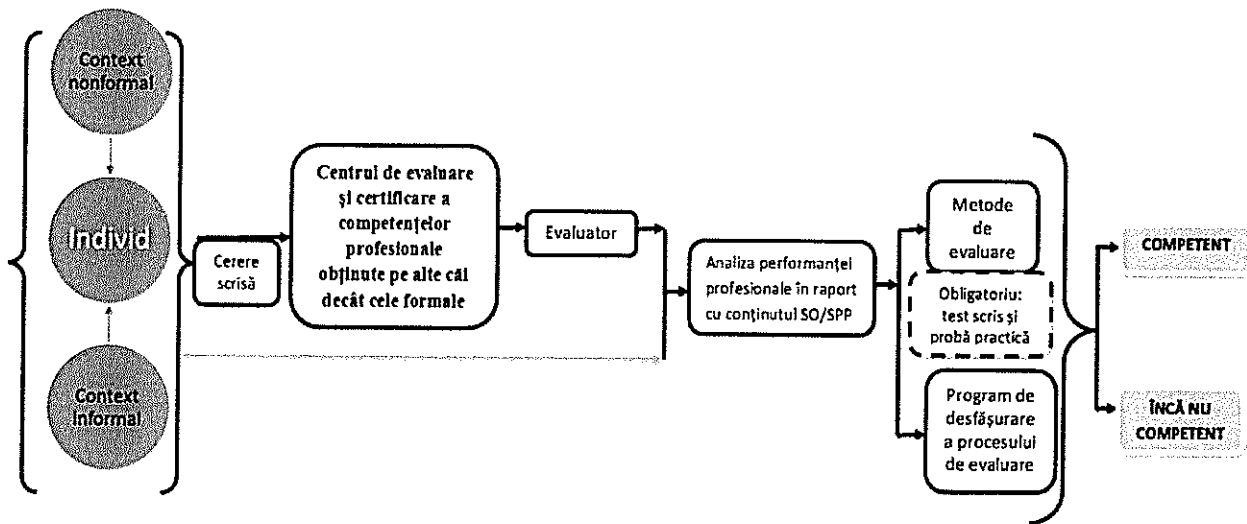 Context
nonformal
Individ
Context
informal
Cerere
scrisă
Centrul de evaluare
și certificare a
competențelor
profesionale
obținute pe alte căi
decât cele formale
Evaluator
Analiza performanței
profesionale în raport
cu conținutul SO/SPP
Metode
de
evaluare
Obligatoriu:
test scris și
probă practică
Program de
desfășurare
a procesului
de evaluare
COMPETENT
ÎNCĂ NU
COMPETENT